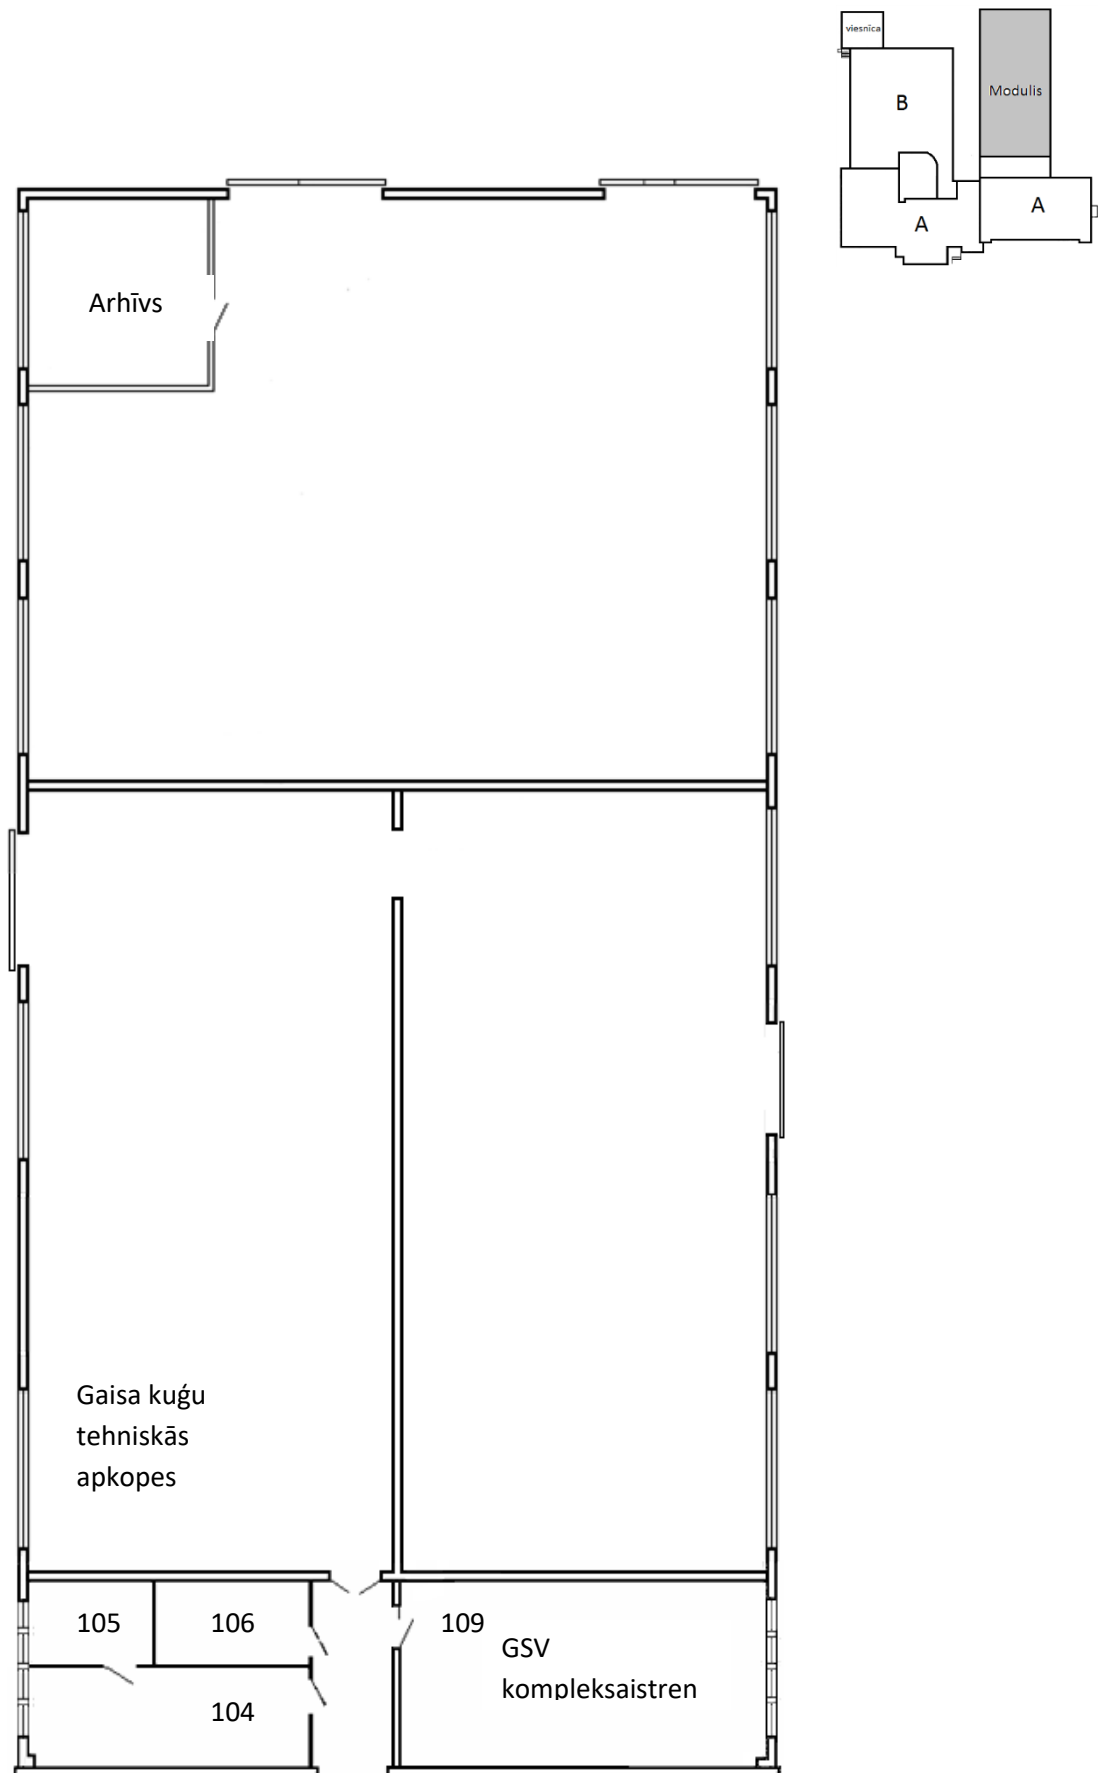 viesnīca
B
Modulis
A
A
Arhīvs
Gaisa kuģu
tehniskās
apkopes
105
106
109
GSV
kompleksaistren
104